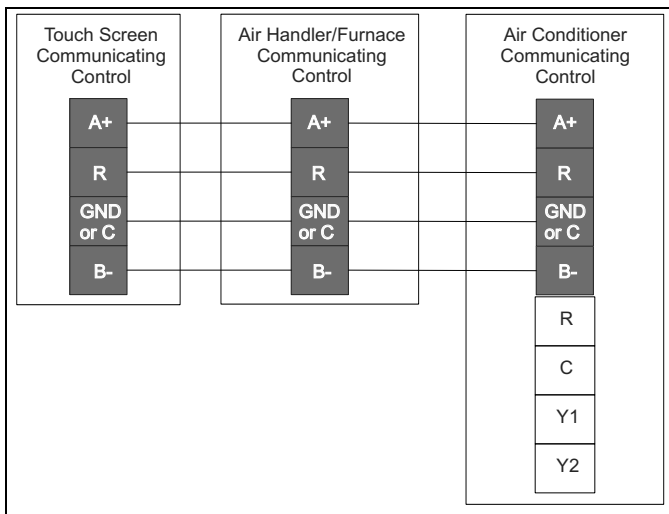 Touch Screen
Communicating
Control
Air Handler/Furnace
Communicating
Control
Air Conditioner
Communicating
Control
A+
R
GND
or C
B-
A+
R
GND
or C
B-
A+
R
GND
or C
B-
R
C
Y1
Y2